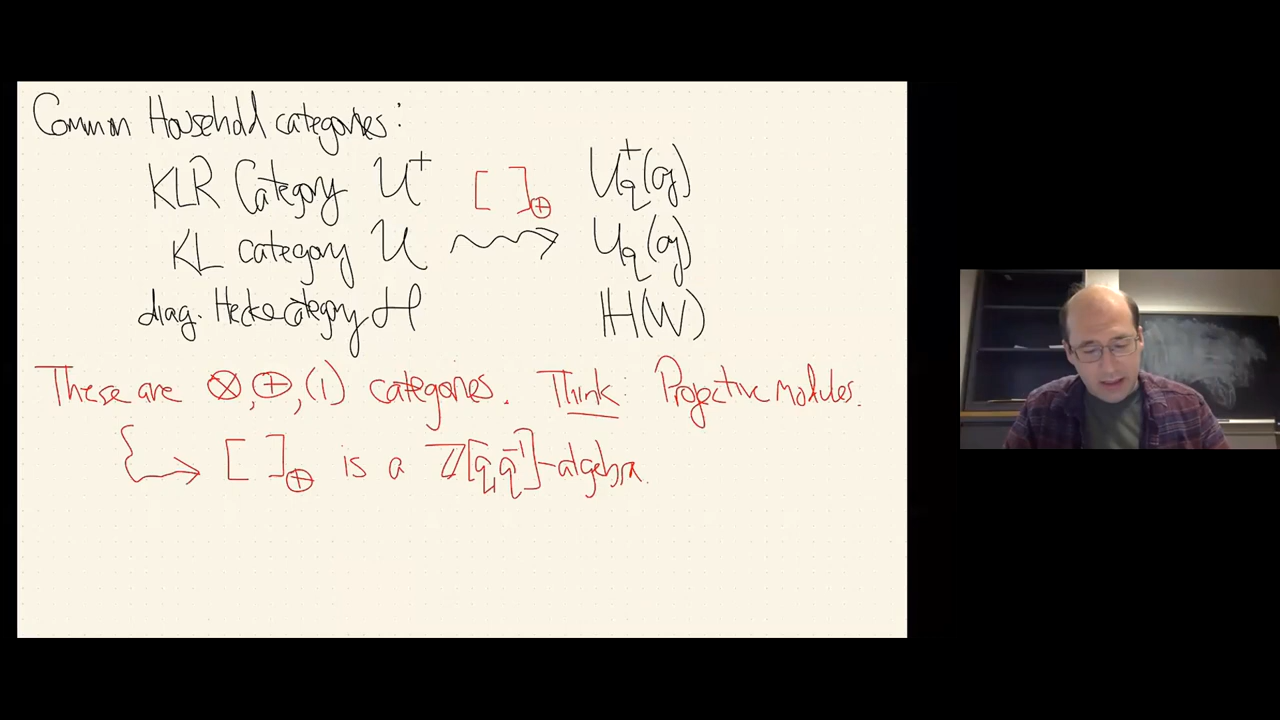 Common Household categories:
KLR Category 𝒰⁺ [ ]⊕ U_q⁺(𝔤)
KL category 𝒰 ⇝ U_q(𝔤)
diag. Hecke category ℋ ℍ(W)
These are ⊗, ⊕, (1) categories. Think: Projective modules.
↪ [ ]⊕ is a ℤ[q,q⁻¹]-algebra.